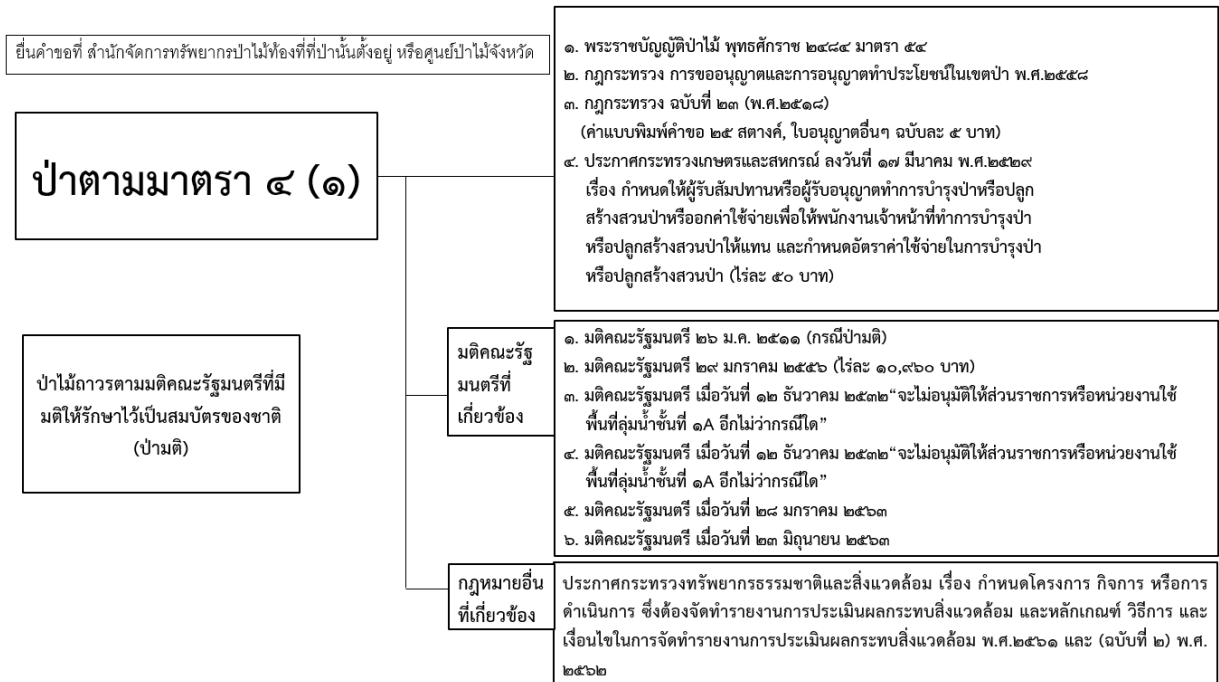 ยื่นคำขอที่ สำนักจัดการทรัพยากรป่าไม้ท้องที่ที่ป่านั้นตั้งอยู่ หรือศูนย์ป่าไม้จังหวัด
ป่าตามมาตรา ๔ (๑)
๑. พระราชบัญญัติป่าไม้ พุทธศักราช ๒๔๘๔ มาตรา ๕๔
๒. กฎกระทรวง การขออนุญาตและการอนุญาตทำประโยชน์ในเขตป่า พ.ศ.๒๕๕๘
๓. กฎกระทรวง ฉบับที่ ๒๓ (พ.ศ.๒๕๑๘)
(ค่าแบบพิมพ์คำขอ ๒๕ สตางค์, ใบอนุญาตอื่นๆ ฉบับละ ๕ บาท)
๔. ประกาศกระทรวงเกษตรและสหกรณ์ ลงวันที่ ๑๗ มีนาคม พ.ศ.๒๕๒๙
เรื่อง กำหนดให้ผู้รับสัมปทานหรือผู้รับอนุญาตทำการบำรุงป่าหรือปลูก
สร้างสวนป่าหรือออกค่าใช้จ่ายเพื่อให้พนักงานเจ้าหน้าที่ทำการบำรุงป่า
หรือปลูกสร้างสวนป่าให้แทน และกำหนดอัตราค่าใช้จ่ายในการบำรุงป่า
หรือปลูกสร้างสวนป่า (ไร่ละ ๕๐ บาท)
ป่าไม้ถาวรตามมติคณะรัฐมนตรีที่มี
มติให้รักษาไว้เป็นสมบัตรของชาติ
(ป่ามติ)
มติคณะรัฐ
มนตรีที่
เกี่ยวข้อง
๑. มติคณะรัฐมนตรี ๒๖ ม.ค. ๒๕๑๑ (กรณีป่ามติ)
๒. มติคณะรัฐมนตรี ๒๙ มกราคม ๒๕๕๖ (ไร่ละ ๑๐,๙๖๐ บาท)
๓. มติคณะรัฐมนตรี เมื่อวันที่ ๑๒ ธันวาคม ๒๕๓๒“จะไม่อนุมัติให้ส่วนราชการหรือหน่วยงานใช้
พื้นที่ลุ่มน้ำชั้นที่ ๑A อีกไม่ว่ากรณีใด”
๔. มติคณะรัฐมนตรี เมื่อวันที่ ๑๒ ธันวาคม ๒๕๓๒“จะไม่อนุมัติให้ส่วนราชการหรือหน่วยงานใช้
พื้นที่ลุ่มน้ำชั้นที่ ๑A อีกไม่ว่ากรณีใด”
๕. มติคณะรัฐมนตรี เมื่อวันที่ ๒๘ มกราคม ๒๕๖๓
๖. มติคณะรัฐมนตรี เมื่อวันที่ ๒๓ มิถุนายน ๒๕๖๓
กฎหมายอื่น
ที่เกี่ยวข้อง
ประกาศกระทรวงทรัพยากรธรรมชาติและสิ่งแวดล้อม เรื่อง กำหนดโครงการ กิจการ หรือการ
ดำเนินการ ซึ่งต้องจัดทำรายงานการประเมินผลกระทบสิ่งแวดล้อม และหลักเกณฑ์ วิธีการ และ
เงื่อนไขในการจัดทำรายงานการประเมินผลกระทบสิ่งแวดล้อม พ.ศ.๒๕๖๑ และ (ฉบับที่ ๒) พ.ศ.
๒๕๖๒